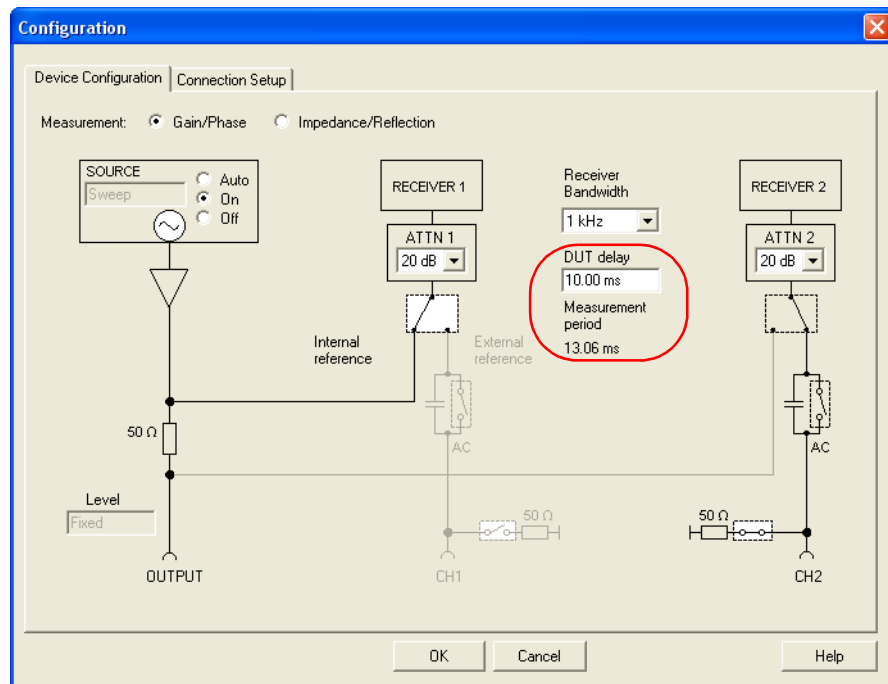 Configuration
Device Configuration
Connection Setup
Measurement:
Gain/Phase
Impedance/Reflection
SOURCE
Sweep
Auto
On
Off
RECEIVER 1
ATTN 1
20 dB
Receiver
Bandwidth
1 kHz
DUT delay
10.00 ms
Measurement
period
13.06 ms
RECEIVER 2
ATTN 2
20 dB
Internal
reference
External
reference
50 Ω
AC
AC
Level
Fixed
50 Ω
50 Ω
OUTPUT
CH1
CH2
OK
Cancel
Help